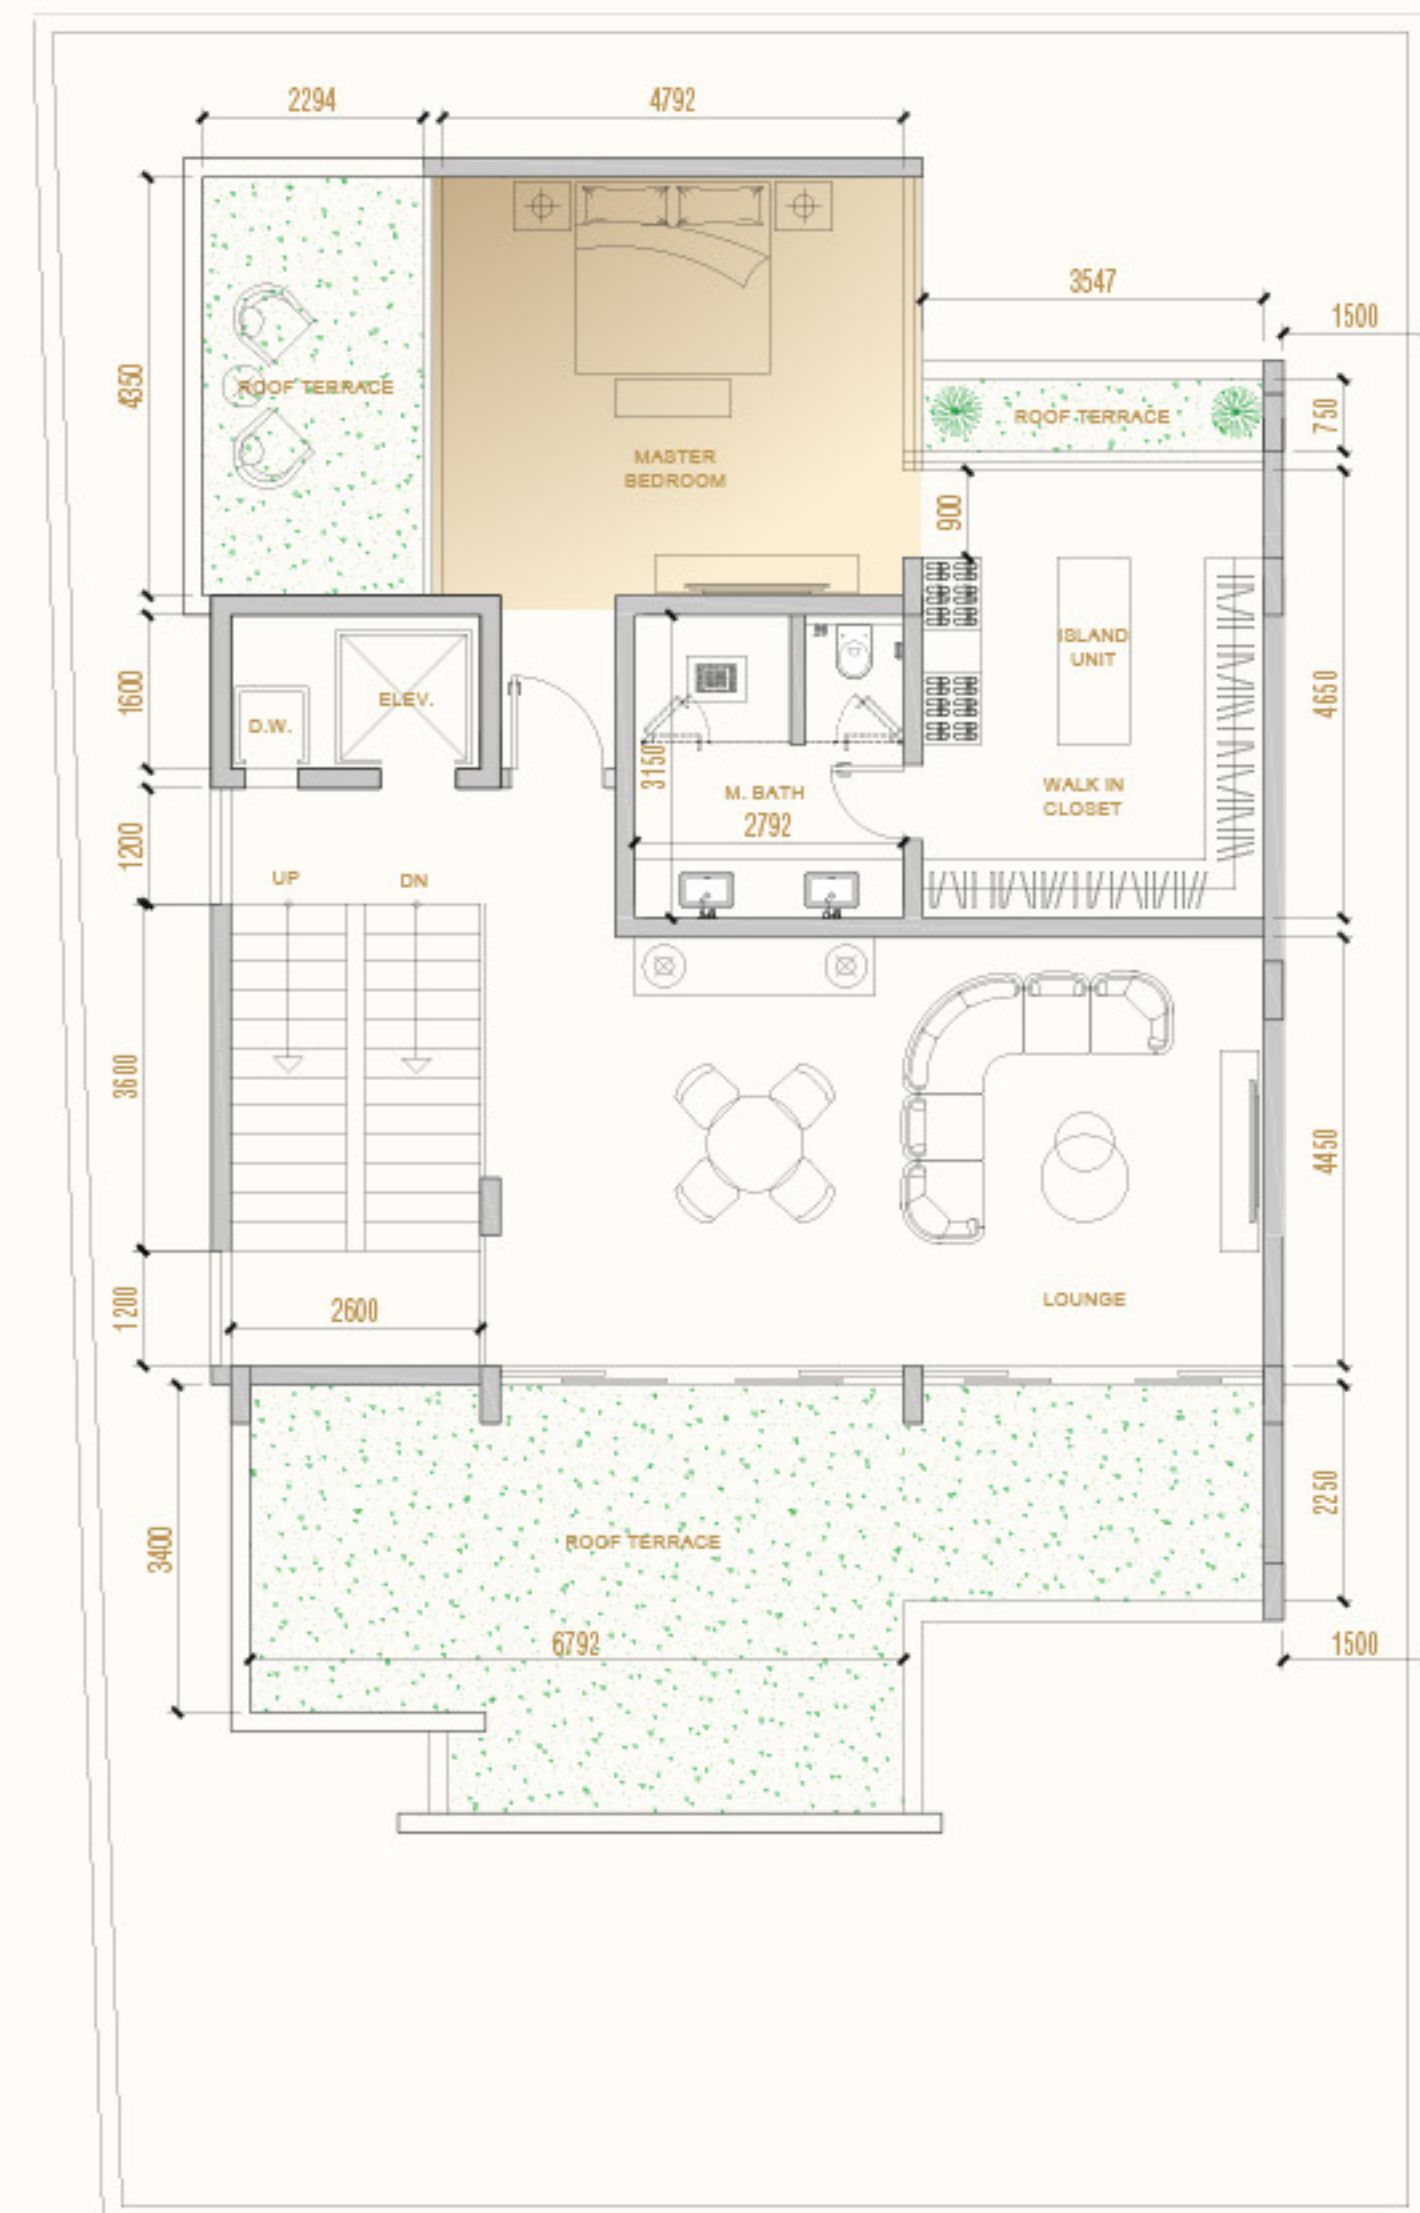 2294
4792
3547
1500
4350
ROOF TERRACE
ROOF TERRACE
750
MASTER
BEDROOM
900
ISLAND
UNIT
1600
ELEV.
D.W.
4650
3150
M. BATH
2792
WALK IN
CLOSET
1200
UP
DN
3600
4450
1200
2600
LOUNGE
2250
3400
ROOF TERRACE
6792
1500